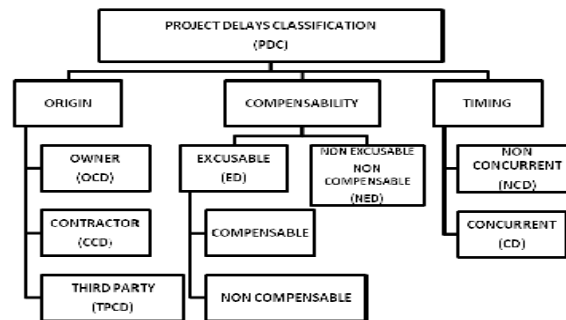 PROJECT DELAYS CLASSIFICATION
(PDC)
ORIGIN
COMPENSABILITY
TIMING
OWNER
(OCD)
EXCUSABLE
(ED)
NON EXCUSABLE
NON
COMPENSABLE
(NED)
NON
CONCURRENT
(NCD)
CONTRACTOR
(CCD)
COMPENSABLE
CONCURRENT
(CD)
THIRD PARTY
(TPCD)
NON COMPENSABLE